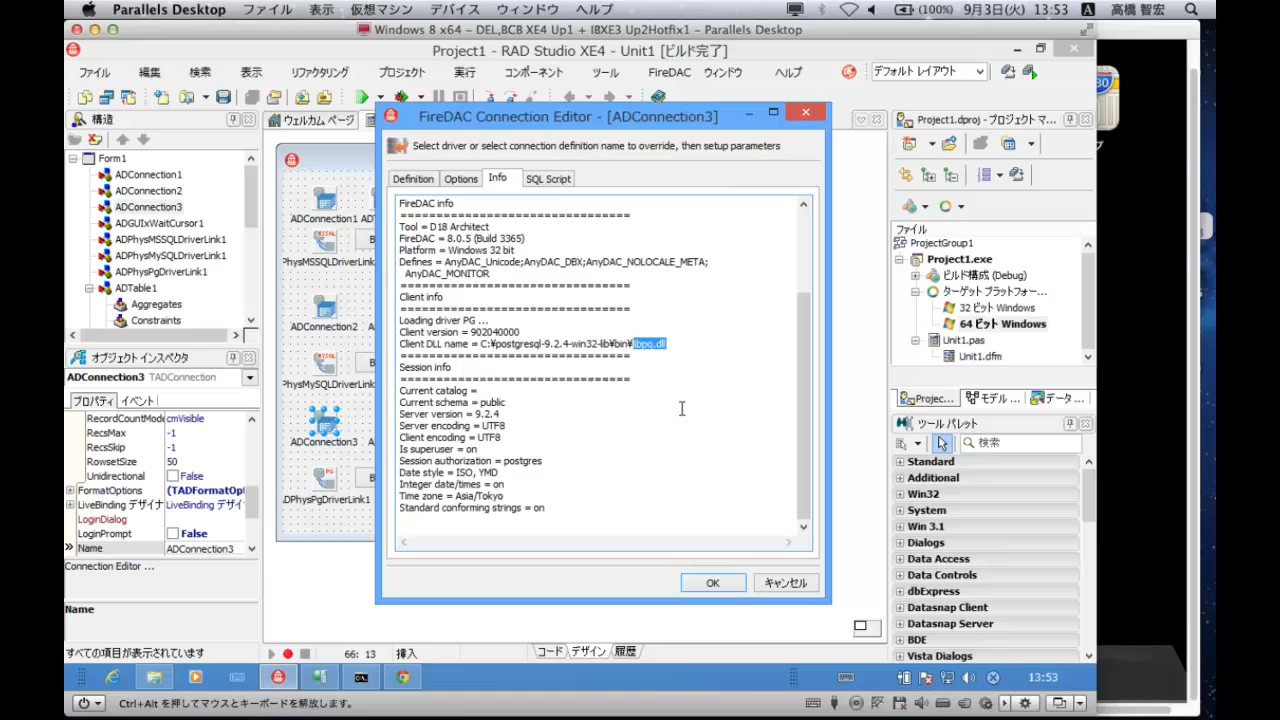 Parallels Desktop ファイル 表示 仮想マシン デバイス ウィンドウ ヘルプ (100%) 9月3日(火) 13:53 A 高橋 智宏
Windows 8 x64 – DEL,BCB XE4 Up1 + IBXE3 Up2Hotfix1 – Parallels Desktop
Project1 - RAD Studio XE4 - Unit1 [ビルド完了]
ファイル 編集 検索 表示 リファクタリング プロジェクト 実行 コンポーネント ツール FireDAC ウィンドウ ヘルプ デフォルト レイアウト
構造
ウェルカム ページ
Form1
ADConnection1
ADConnection2
ADConnection3
ADGUIxWaitCursor1
ADPhysMSSQLDriverLink1
ADPhysMySQLDriverLink1
ADPhysPgDriverLink1
ADTable1
Aggregates
Constraints
オブジェクト インスペクタ
ADConnection3 TADConnection
プロパティ イベント
RecordCountMode cmVisible
RecsMax -1
RecsSkip -1
RowsetSize 50
Unidirectional False
FormatOptions (TADFormatOpt
LiveBinding デザイナ LiveBinding デザイナ
LoginDialog
LoginPrompt False
Name ADConnection3
Connection Editor ...
Name
すべての項目が表示されています
ADConnection1
PhysMSSQLDriverLink
ADConnection2
PhysMySQLDriverLink
ADConnection3
DPhysPgDriverLink1
66: 13 挿入
コード デザイン 履歴
FireDAC Connection Editor - [ADConnection3]
Select driver or select connection definition name to override, then setup parameters
Definition Options Info SQL Script
FireDAC info
================================
Tool = D18 Architect
FireDAC = 8.0.5 (Build 3365)
Platform = Windows 32 bit
Defines = AnyDAC_Unicode;AnyDAC_DBX;AnyDAC_NOLOCALE_META;
AnyDAC_MONITOR
================================
Client info
================================
Loading driver PG ...
Client version = 902040000
Client DLL name = C:¥postgresql-9.2.4-win32-lib¥bin¥libpq.dll
================================
Session info
================================
Current catalog =
Current schema = public
Server version = 9.2.4
Server encoding = UTF8
Client encoding = UTF8
Is superuser = on
Session authorization = postgres
Date style = ISO, YMD
Integer date/times = on
Time zone = Asia/Tokyo
Standard conforming strings = on
OK キャンセル
Project1.dproj - プロジェクト マ...
ファイル
ProjectGroup1
Project1.exe
ビルド構成 (Debug)
ターゲット プラットフォー...
32 ビット Windows
64 ビット Windows
Unit1.pas
Unit1.dfm
Projec... モデル ... データ ...
ツール パレット
検索
Standard
Additional
Win32
System
Win 3.1
Dialogs
Data Access
Data Controls
dbExpress
Datasnap Client
Datasnap Server
BDE
Vista Dialogs
13:53
Ctrl+Alt を押してマウスとキーボードを解放します。